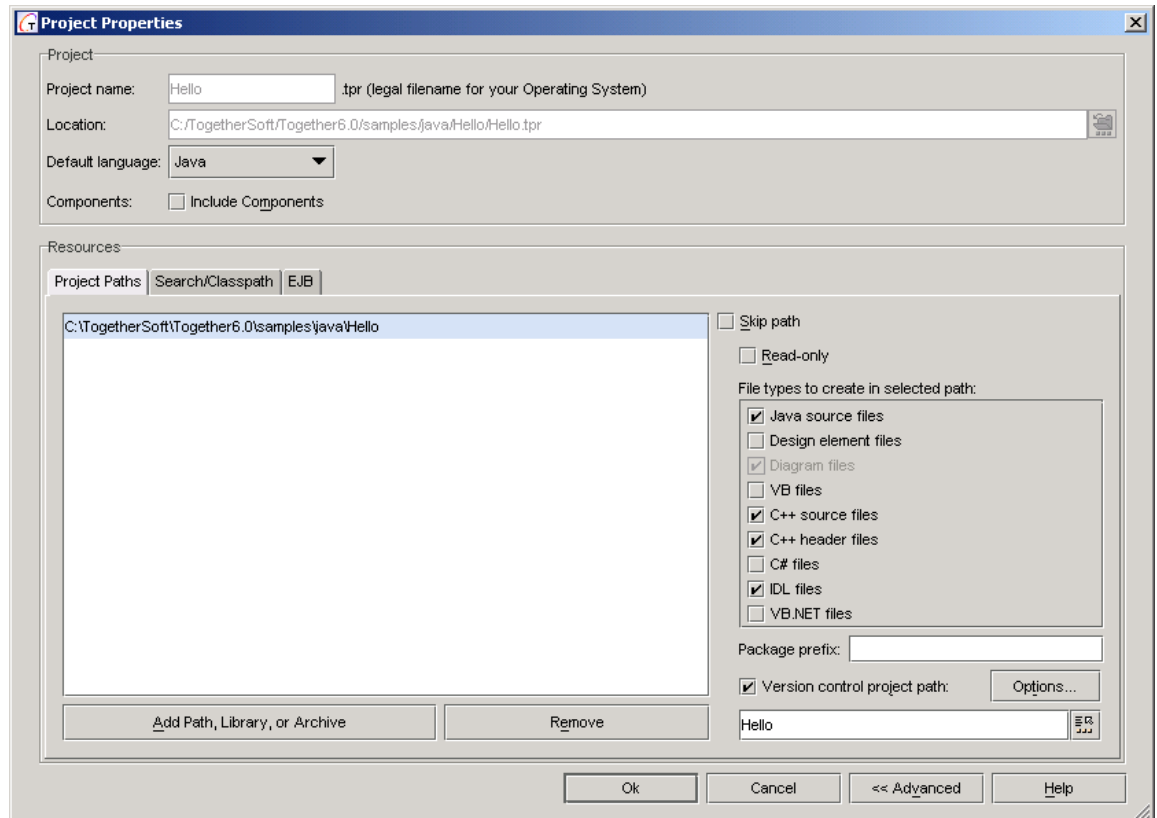 Project Properties
Project
Project name: Hello .tpr (legal filename for your Operating System)
Location: C:/TogetherSoft/Together6.0/samples/java/Hello/Hello.tpr
Default language: Java
Components: Include Components
Resources
Project Paths Search/Classpath EJB
C:\TogetherSoft\Together6.0\samples\java\Hello
Skip path
Read-only
File types to create in selected path:
Java source files
Design element files
Diagram files
VB files
C++ source files
C++ header files
C# files
IDL files
VB.NET files
Package prefix:
Version control project path: Options...
Hello
Add Path, Library, or Archive Remove
Ok Cancel << Advanced Help